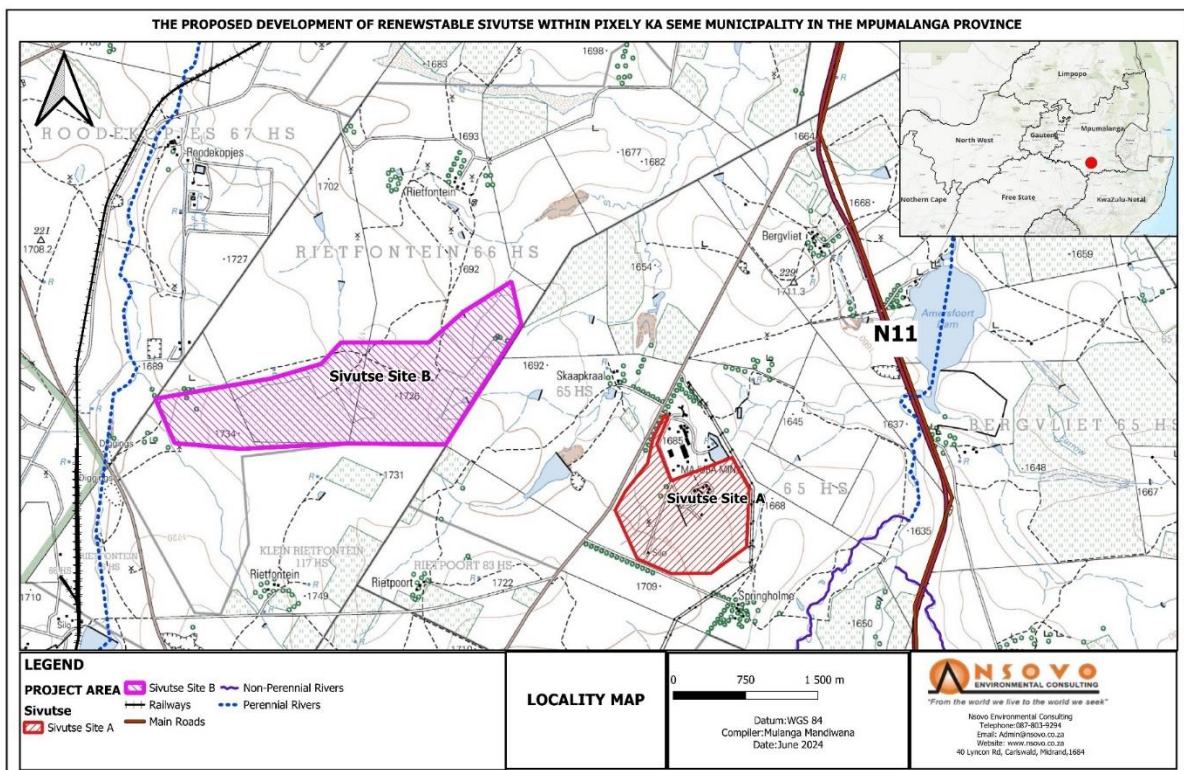 THE PROPOSED DEVELOPMENT OF RENEWSTABLE SIVUTSE WITHIN PIXELY KA SEME MUNICIPALITY IN THE MPUMALANGA PROVINCE
1698
1683
Limpopo
ROODEKOPJES 67 HS
1693
1664
North West
Gauteng
Mpumalanga
Rendekopjes
1677
1682
Rietfontein
1702
1668
Free State
KwaZulu-Natal
Nothern Cape
221
1708.2
Bergvliet
1727
RIETFONTEIN 66 HS
1659
1692
1654
229
1711.3
Amersfoort
Dam
N11
1689
1692
Skaapkraal
65 HS
Sivutse Site B
1726
1645
1637
BERGVLIET 65 HS
1734
1685
Diggings
1731
1648
Diggings
65 HS
1667
Sivutse Site A
1668
1635
KLEIN RIETFONTEIN
117 HS
RIETPOORT 83 HS
Silo
1709
Rietfontein
1749
Rietpoort
1722
Springholme
1710
1650
Silo
LEGEND
PROJECT AREA
Sivutse Site B
Non-Perennial Rivers
Sivutse
Railways
Perennial Rivers
Sivutse Site A
Main Roads
LOCALITY MAP
0 750 1 500 m
Datum:WGS 84
Compiler:Mulanga Mandiwana
Date:June 2024
NSOVO
ENVIRONMENTAL CONSULTING
"From the world we live to the world we seek"
Nsovo Environmental Consulting
Telephone:087-803-9294
Email: Admin@nsovo.co.za
Website: www.nsovo.co.za
40 Lyncon Rd, Carlswald, Midrand,1684